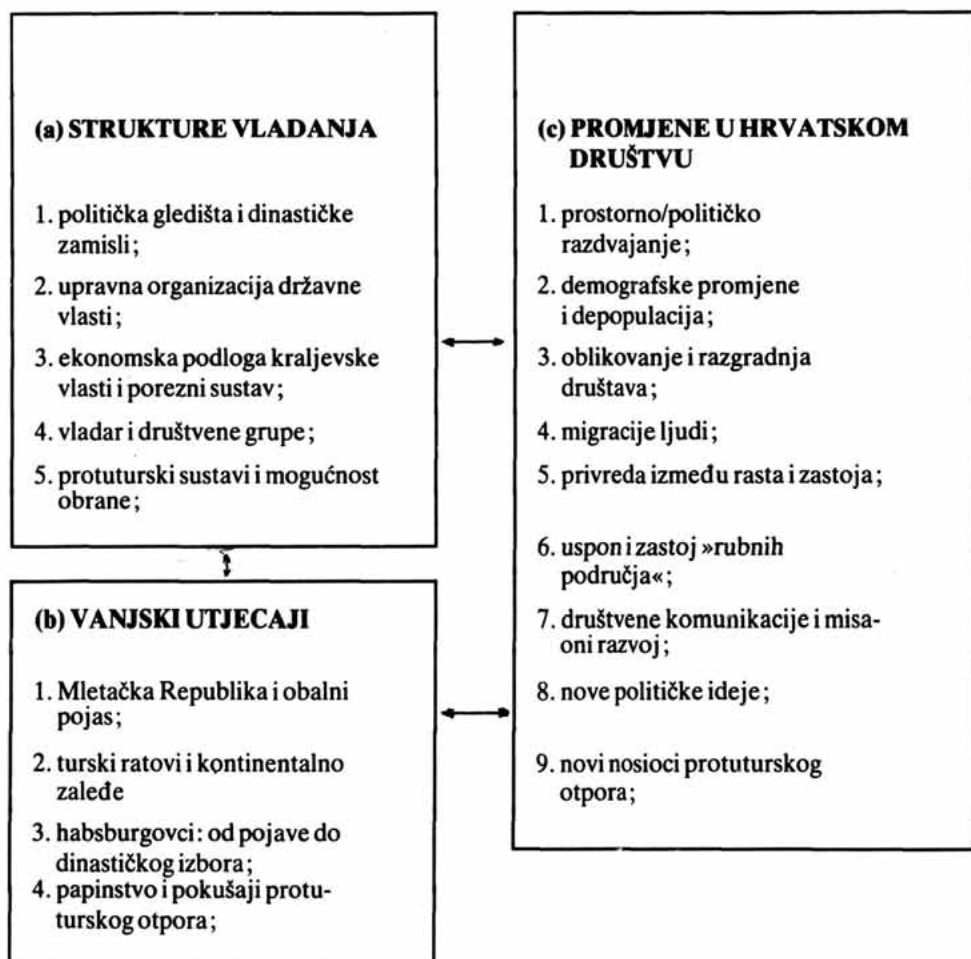 (a) STRUKTURE VLADANJA
1. politička gledišta i dinastičke
zamisli;
2. upravna organizacija državne
vlasti;
3. ekonomska podloga kraljevske
vlasti i porezni sustav;
4. vladar i društvene grupe;
5. protuturski sustavi i mogućnost
obrane;
(b) VANJSKI UTJECAJI
1. Mletačka Republika i obalni
pojas;
2. turski ratovi i kontinentalno
zaleđe
3. habsburgovci: od pojave do
dinastičkog izbora;
4. papinstvo i pokušaji protu-
turskog otpora;
(c) PROMJENE U HRVATSKOM
DRUŠTVU
1. prostorno/političko
razdvajanje;
2. demografske promjene
i depopulacija;
3. oblikovanje i razgradnja
društava;
4. migracije ljudi;
5. privreda između rasta i zastoja;
6. uspon i zastoj »rubnih
područja«;
7. društvene komunikacije i misa-
oni razvoj;
8. nove političke ideje;
9. novi nosioci protuturskog
otpora;